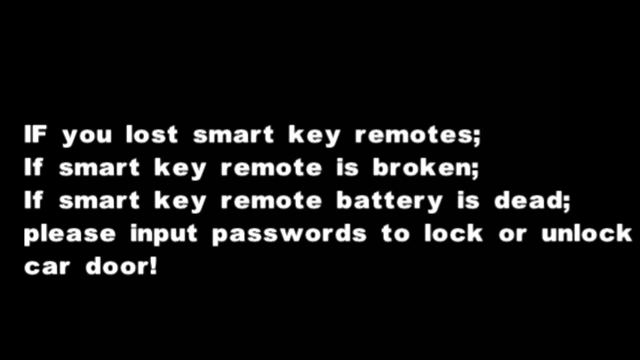 IF you lost smart key remotes;
If smart key remote is broken;
If smart key remote battery is dead;
please input passwords to lock or unlock
car door!